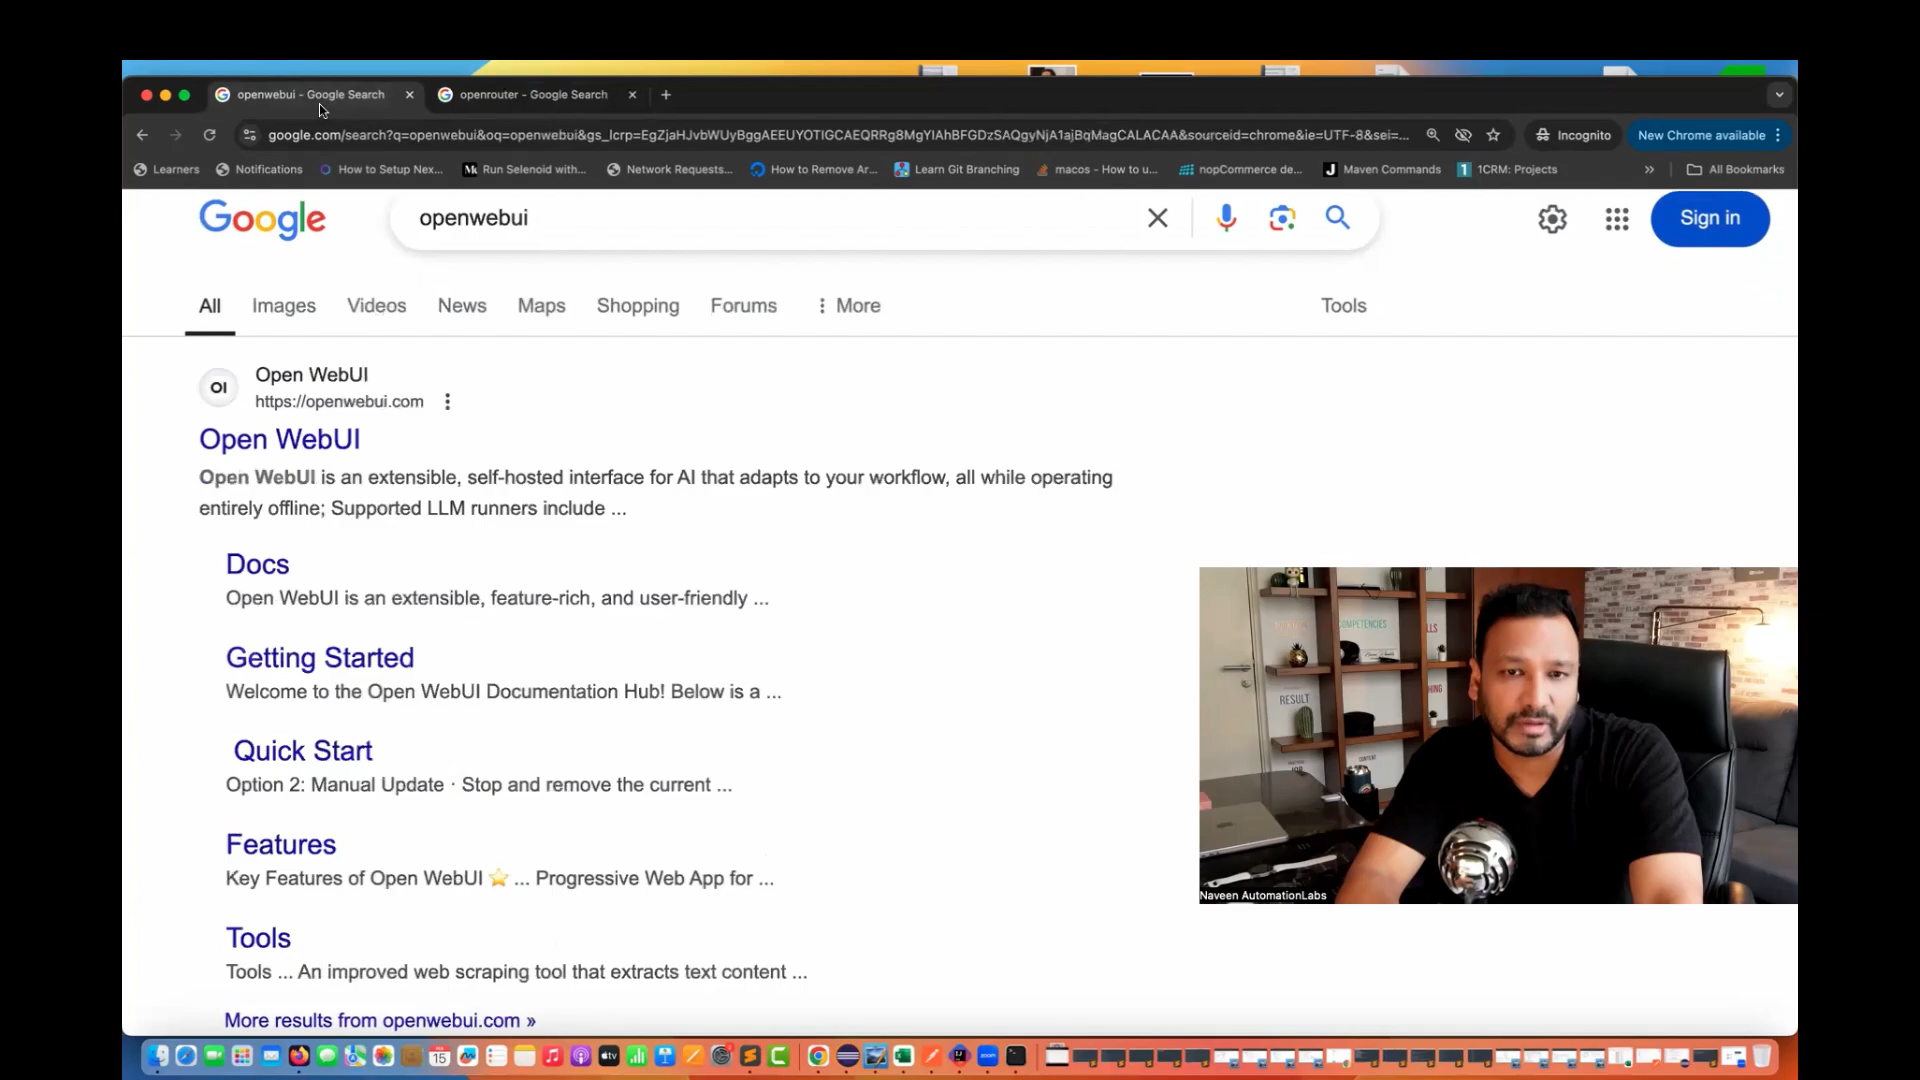 openwebui - Google Search
openrouter - Google Search
google.com/search?q=openwebui&oq=openwebui&gs_lcrp=EgZjaHJvbWUyBggAEEUYOTIGCAEQRRg8MgYIAhBFGDzSAQgyNjA1ajBqMagCALACAA&sourceid=chrome&ie=UTF-8&sei=...
Incognito
New Chrome available
Learners
Notifications
How to Setup Nex...
Run Selenoid with...
Network Requests...
How to Remove Ar...
Learn Git Branching
macos - How to u...
nopCommerce de...
Maven Commands
1CRM: Projects
»
All Bookmarks
Google
openwebui
Sign in
All
Images
Videos
News
Maps
Shopping
Forums
More
Tools
OI
Open WebUI
https://openwebui.com
Open WebUI
Open WebUI is an extensible, self-hosted interface for AI that adapts to your workflow, all while operating
entirely offline; Supported LLM runners include ...
Docs
Open WebUI is an extensible, feature-rich, and user-friendly ...
Getting Started
Welcome to the Open WebUI Documentation Hub! Below is a ...
Quick Start
Option 2: Manual Update · Stop and remove the current ...
Features
Key Features of Open WebUI ⭐ ... Progressive Web App for ...
Tools
Tools ... An improved web scraping tool that extracts text content ...
More results from openwebui.com »
COMPETENCIES
RESULT
CONTENT
Naveen AutomationLabs
15
tv